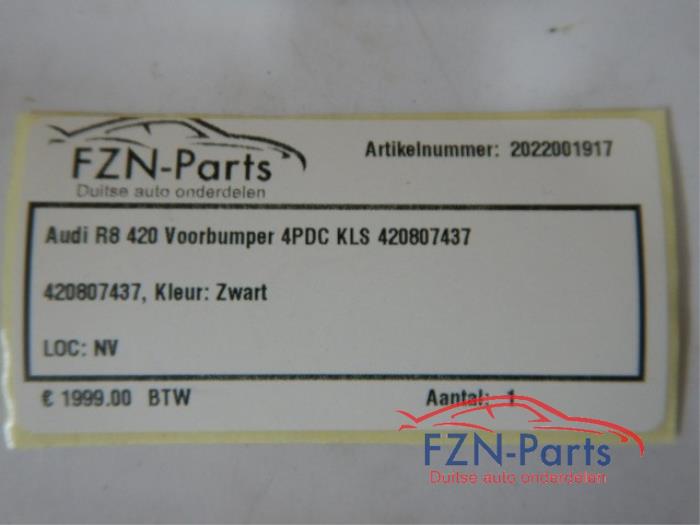 FZN-Parts
Duitse auto onderdelen
Artikelnummer: 2022001917
Audi R8 420 Voorbumper 4PDC KLS 420807437
420807437, Kleur: Zwart
LOC: NV
€ 1999.00 BTW
Aantal: 1
FZN-Parts
Duitse auto onderdelen